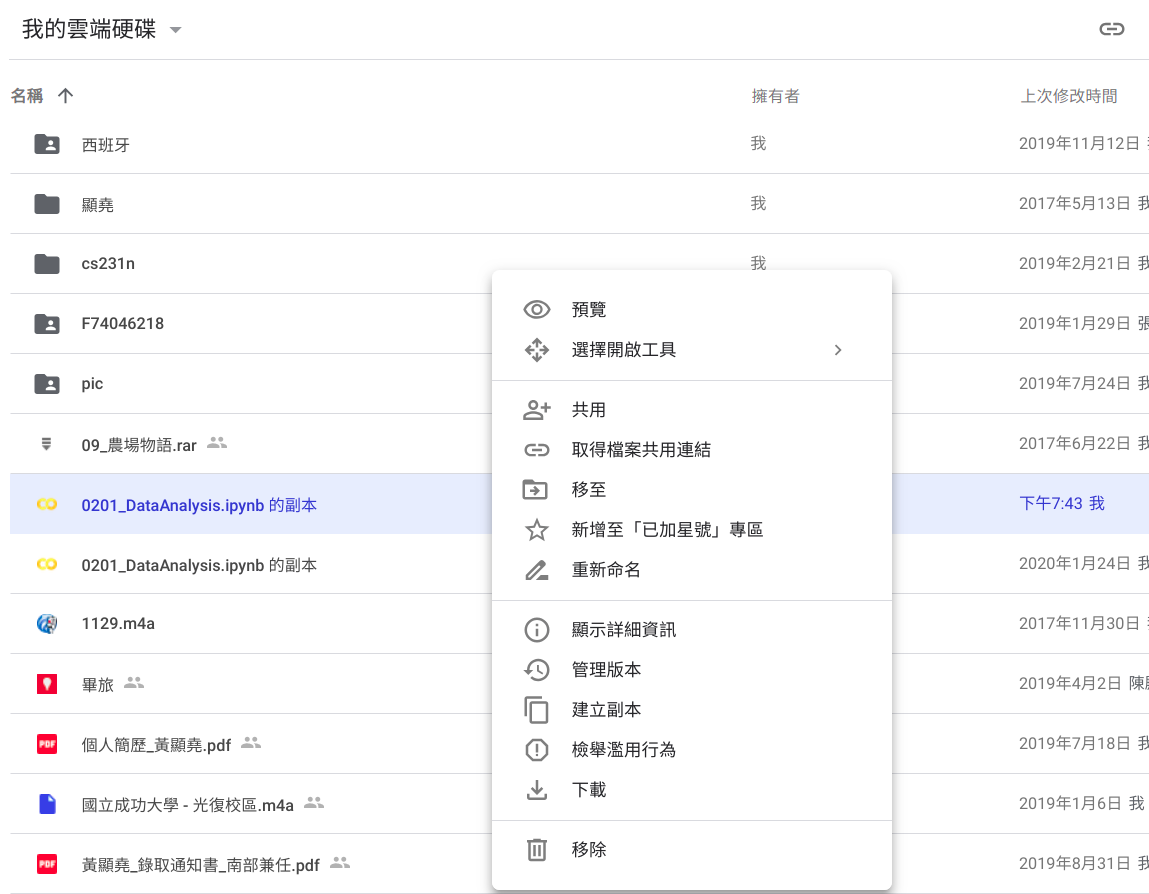 我的雲端硬碟
名稱 擁有者 上次修改時間
西班牙 我 2019年11月12日
顯堯 我 2017年5月13日 我
cs231n 我 2019年2月21日 我
F74046218 2019年1月29日 張
pic 2019年7月24日 我
09_農場物語.rar 2017年6月22日 我
0201_DataAnalysis.ipynb 的副本 下午7:43 我
0201_DataAnalysis.ipynb 的副本 2020年1月24日 我
1129.m4a 2017年11月30日
畢旅 2019年4月2日 陳
個人簡歷_黃顯堯.pdf 2019年7月18日 我
國立成功大學 - 光復校區.m4a 2019年1月6日 我
黃顯堯_錄取通知書_南部兼任.pdf 2019年8月31日 我
預覽
選擇開啟工具
共用
取得檔案共用連結
移至
新增至「已加星號」專區
重新命名
顯示詳細資訊
管理版本
建立副本
檢舉濫用行為
下載
移除
PDF
PDF